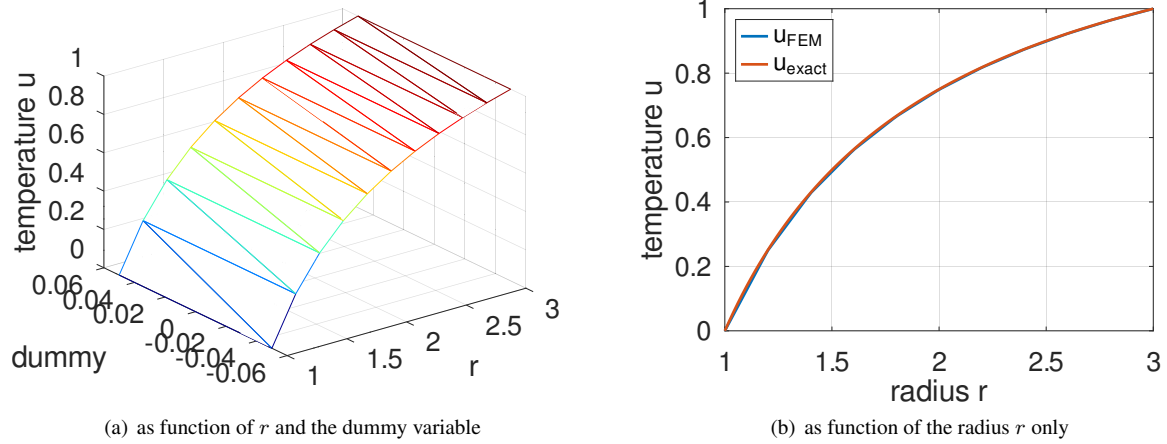 1
0.8
0.6
0.4
0.2
0
temperature u
0.06
0.04
0.02
0
-0.02
-0.04
-0.06
dummy
1
1.5
2
2.5
3
r
(a) as function of r and the dummy variable
1
0.8
0.6
0.4
0.2
0
temperature u
u_FEM
u_exact
1 1.5 2 2.5 3
radius r
(b) as function of the radius r only